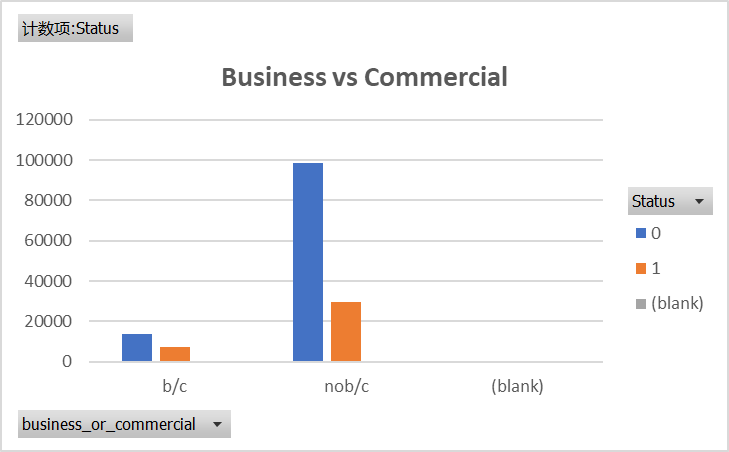 计数项:Status
Business vs Commercial
120000
100000
80000
60000
40000
20000
0
b/c
nob/c
(blank)
Status
0
1
(blank)
business_or_commercial